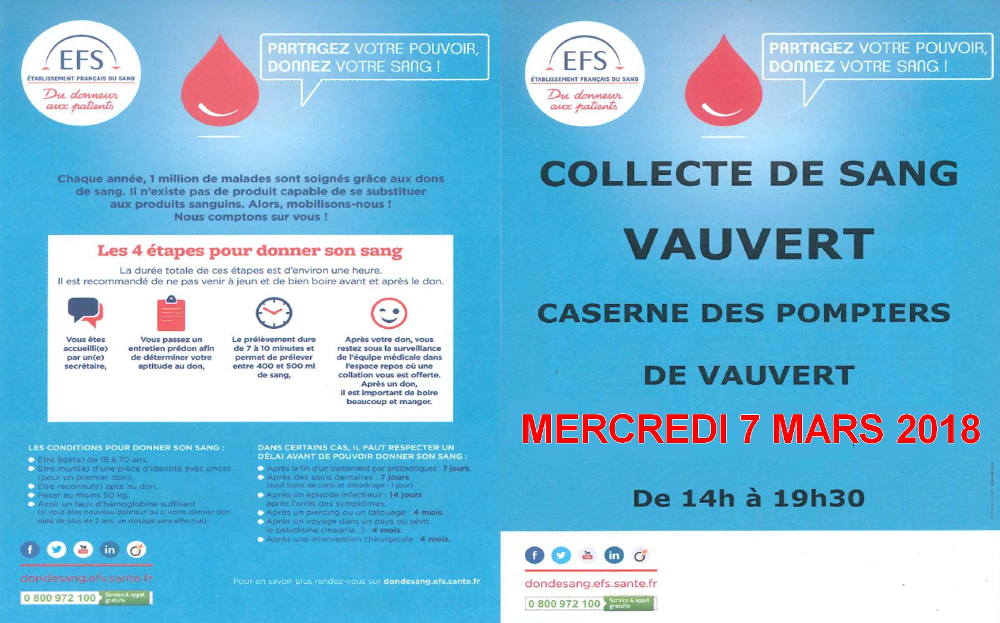 EFS
ÉTABLISSEMENT FRANÇAIS DU SANG
Du donneur
aux patients
PARTAGEZ VOTRE POUVOIR,
DONNEZ VOTRE SANG !
Chaque année, 1 million de malades sont soignés grâce aux dons
de sang. Il n'existe pas de produit capable de se substituer
aux produits sanguins. Alors, mobilisons-nous !
Nous comptons sur vous !
Les 4 étapes pour donner son sang
La durée totale de ces étapes est d'environ une heure.
Il est recommandé de ne pas venir à jeun et de bien boire avant et après le don.
Vous êtes
accueilli(e)
par un(e)
secrétaire,
Vous passez un
entretien prédon afin
de déterminer votre
aptitude au don,
Le prélèvement dure
de 7 à 10 minutes et
permet de prélever
entre 400 et 500 ml
de sang,
Après votre don, vous
restez sous la surveillance
de l'équipe médicale dans
l'espace repos où une
collation vous est offerte.
Après un don,
il est important de boire
beaucoup et manger.
LES CONDITIONS POUR DONNER SON SANG :
Etre âgé(e) de 18 à 70 ans,
Etre muni(e) d'une pièce d'identité avec photo
(pour un premier don),
Etre reconnu(e) apte au don,
Peser au moins 50 kg,
Avoir un taux d'hémoglobine suffisant
(si vous êtes nouveau donneur ou si votre dernier don
date de plus de 2 ans, un dosage sera effectué).
DANS CERTAINS CAS, IL FAUT RESPECTER UN
DÉLAI AVANT DE POUVOIR DONNER SON SANG :
Après la fin d'un traitement par antibiotiques : 7 jours,
Après des soins dentaires : 7 jours
(sauf soins de carie et détartrage : 1 jour)
Après un épisode infectieux : 14 jours
après l'arrêt des symptômes,
Après un piercing ou un tatouage : 4 mois,
Après un voyage dans un pays où sévit
le paludisme (malaria...) : 4 mois,
Après une intervention chirurgicale : 4 mois.
f
You
Tube
in
dondesang.efs.sante.fr
0 800 972 100
Service & appel
gratuits
Pour en savoir plus rendez-vous sur dondesang.efs.sante.fr
EFS
ÉTABLISSEMENT FRANÇAIS DU SANG
Du donneur
aux patients
PARTAGEZ VOTRE POUVOIR,
DONNEZ VOTRE SANG !
COLLECTE DE SANG
VAUVERT
CASERNE DES POMPIERS
DE VAUVERT
MERCREDI 7 MARS 2018
De 14h à 19h30
f
You
Tube
in
dondesang.efs.sante.fr
0 800 972 100
Service & appel
gratuits